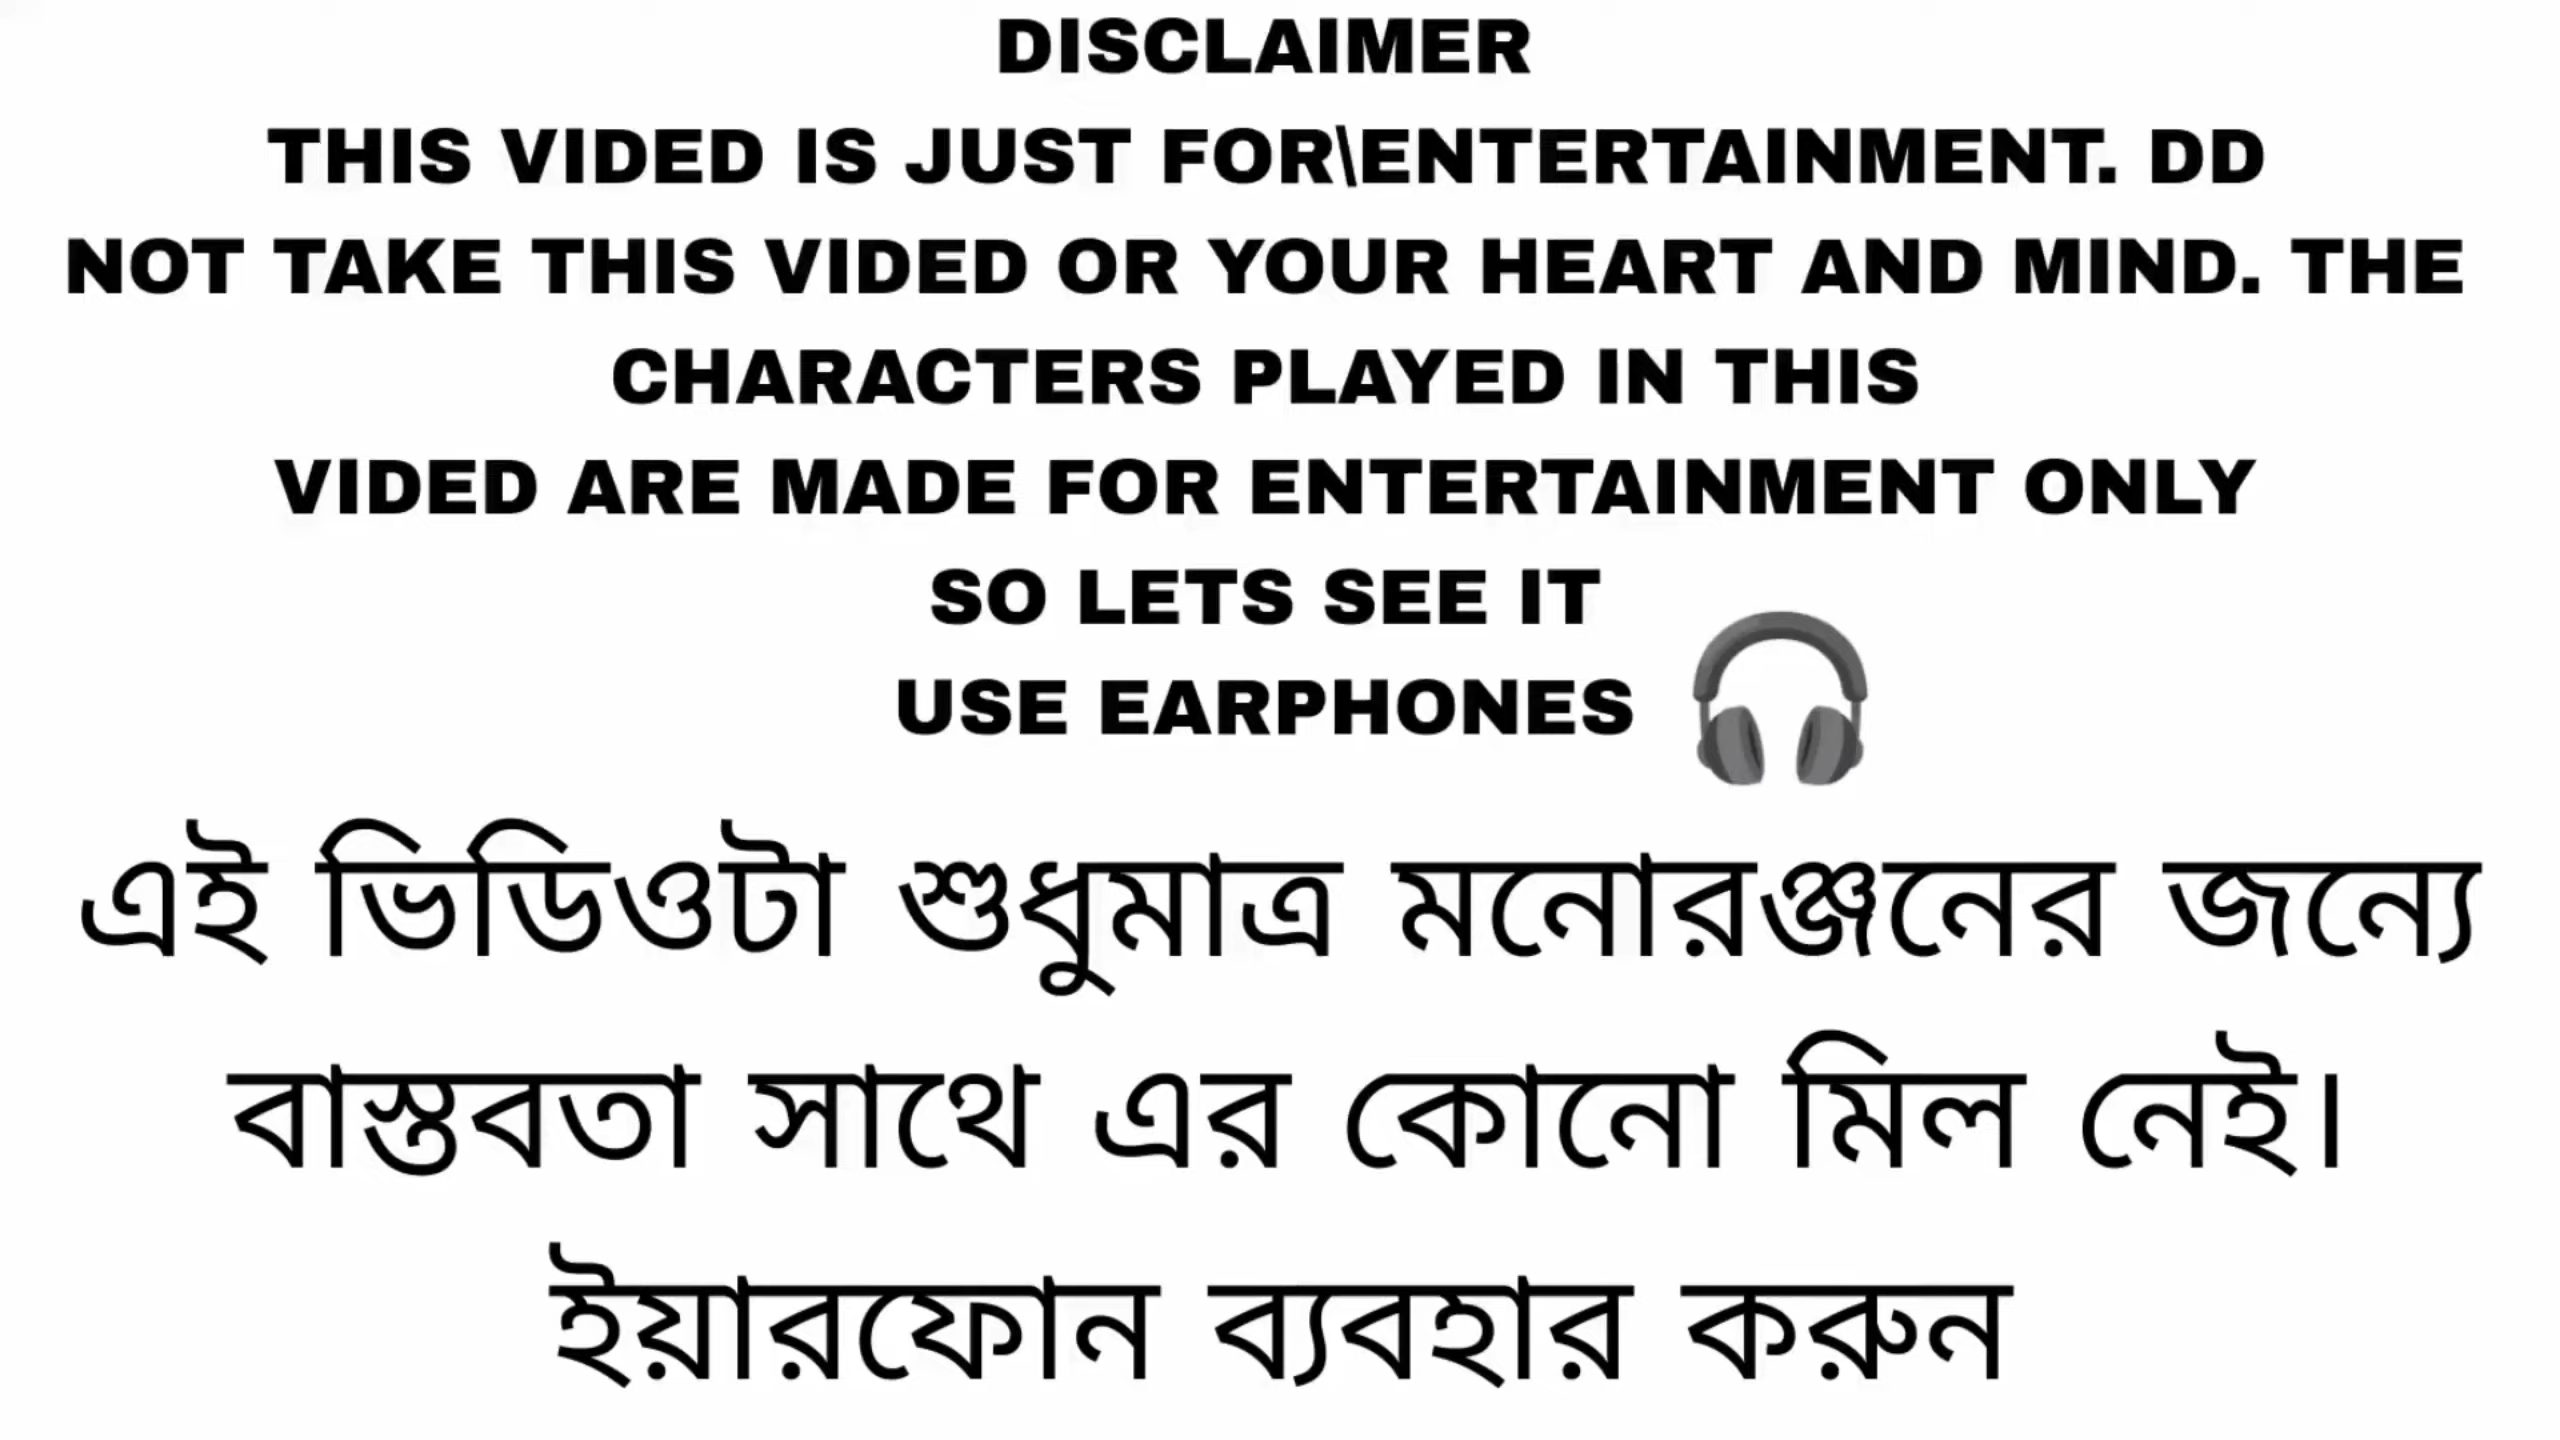 DISCLAIMER
THIS VIDED IS JUST FOR\ENTERTAINMENT. DD
NOT TAKE THIS VIDED OR YOUR HEART AND MIND. THE
CHARACTERS PLAYED IN THIS
VIDED ARE MADE FOR ENTERTAINMENT ONLY
SO LETS SEE IT
USE EARPHONES
এই ভিডিওটা শুধুমাত্র মনোরঞ্জনের জন্যে
বাস্তবতা সাথে এর কোনো মিল নেই।
ইয়ারফোন ব্যবহার করুন